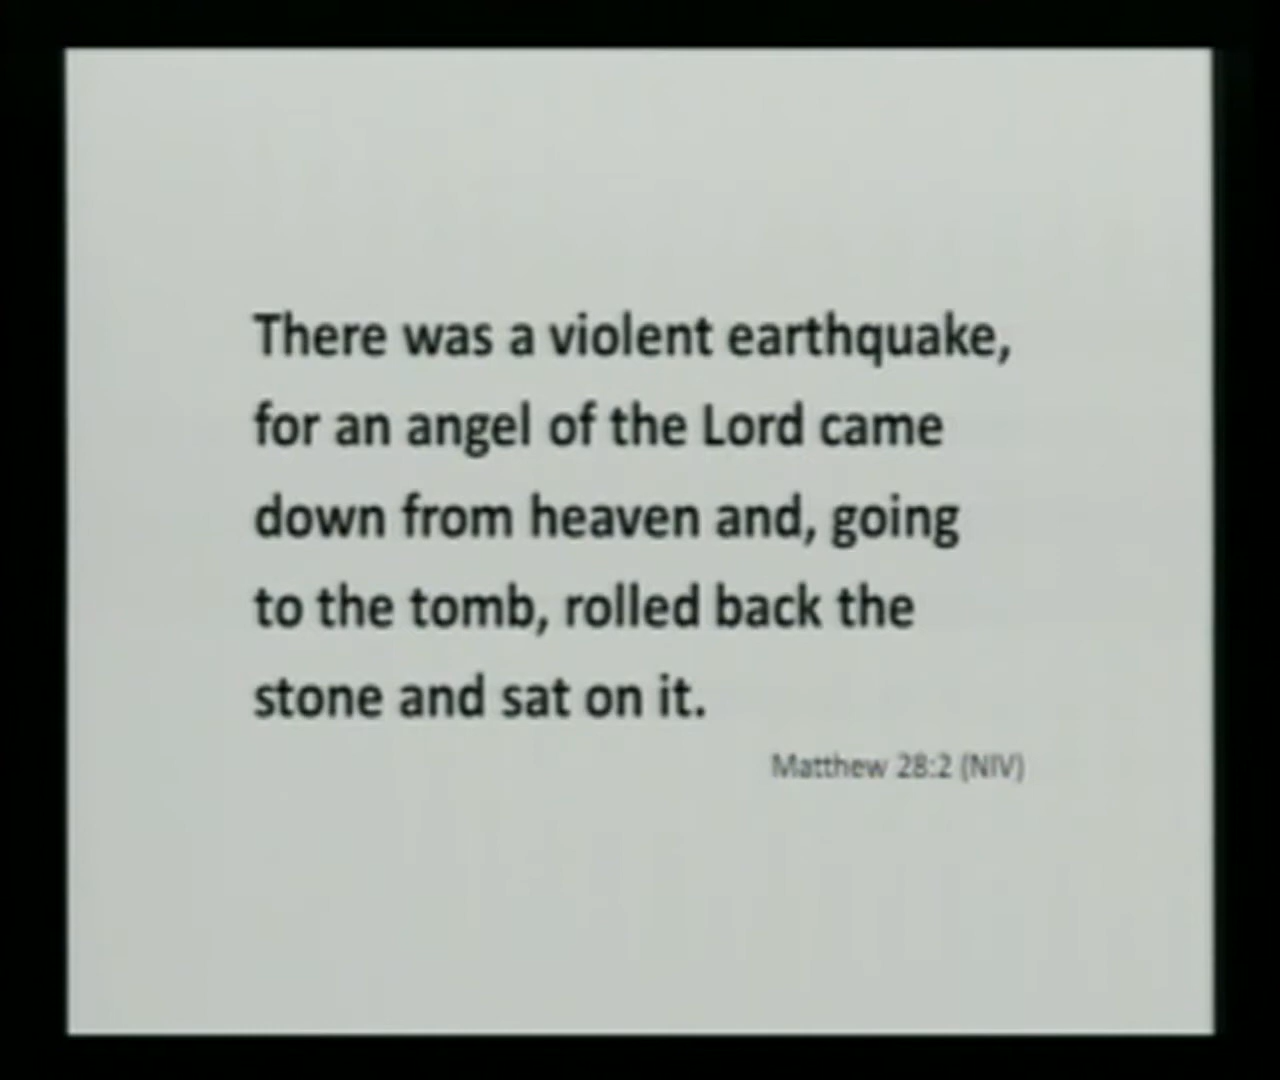 There was a violent earthquake,
for an angel of the Lord came
down from heaven and, going
to the tomb, rolled back the
stone and sat on it.
Matthew 28:2 (NIV)